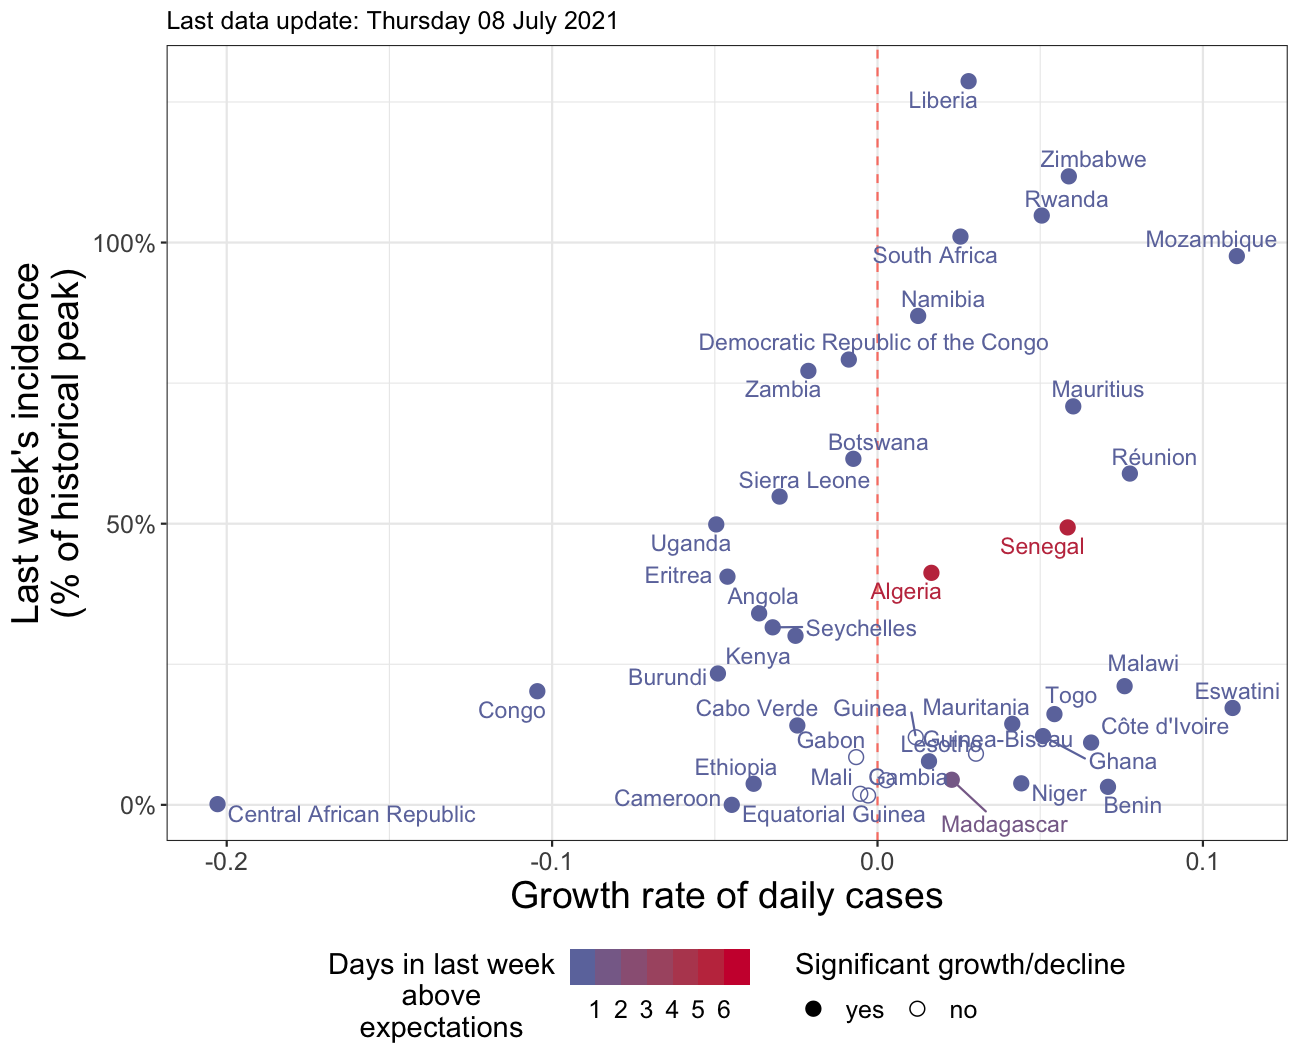 Last data update: Thursday 08 July 2021
Last week's incidence
(% of historical peak)
100%
50%
0%
Liberia
Zimbabwe
Rwanda
Mozambique
South Africa
Namibia
Democratic Republic of the Congo
Zambia
Mauritius
Botswana
Réunion
Sierra Leone
Uganda
Senegal
Eritrea
Algeria
Angola
Seychelles
Kenya
Malawi
Burundi
Eswatini
Congo
Togo
Cabo Verde
Guinea
Mauritania
Côte d'Ivoire
Gabon
Guinea-Bissau
Lesotho
Ghana
Ethiopia
Mali
Gambia
Niger
Cameroon
Benin
Central African Republic
Equatorial Guinea
Madagascar
-0.2
-0.1
0.0
0.1
Growth rate of daily cases
Days in last week
above
expectations
1 2 3 4 5 6
Significant growth/decline
yes
no